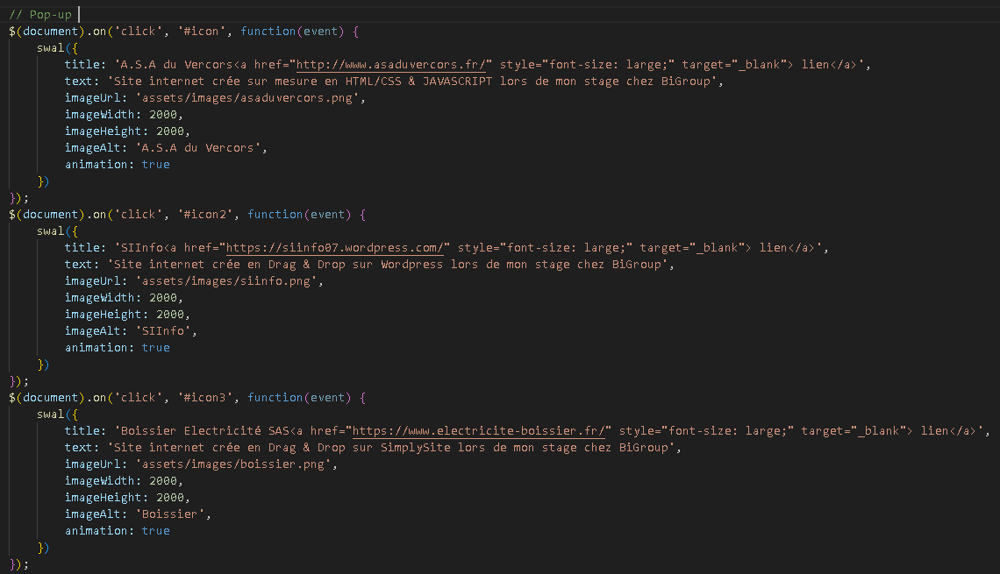 // Pop-up
$(document).on('click', '#icon', function(event) {
    swal({
        title: 'A.S.A du Vercors<a href="http://www.asaduvercors.fr/" style="font-size: large;" target="_blank"> lien</a>',
        text: 'Site internet crée sur mesure en HTML/CSS & JAVASCRIPT lors de mon stage chez BiGroup',
        imageUrl: 'assets/images/asaduvercors.png',
        imageWidth: 2000,
        imageHeight: 2000,
        imageAlt: 'A.S.A du Vercors',
        animation: true
    })
});
$(document).on('click', '#icon2', function(event) {
    swal({
        title: 'SIInfo<a href="https://siinfo07.wordpress.com/" style="font-size: large;" target="_blank"> lien</a>',
        text: 'Site internet crée en Drag & Drop sur Wordpress lors de mon stage chez BiGroup',
        imageUrl: 'assets/images/siinfo.png',
        imageWidth: 2000,
        imageHeight: 2000,
        imageAlt: 'SIInfo',
        animation: true
    })
});
$(document).on('click', '#icon3', function(event) {
    swal({
        title: 'Boissier Electricité SAS<a href="https://www.electricite-boissier.fr/" style="font-size: large;" target="_blank"> lien</a>',
        text: 'Site internet crée en Drag & Drop sur SimplySite lors de mon stage chez BiGroup',
        imageUrl: 'assets/images/boissier.png',
        imageWidth: 2000,
        imageHeight: 2000,
        imageAlt: 'Boissier',
        animation: true
    })
});